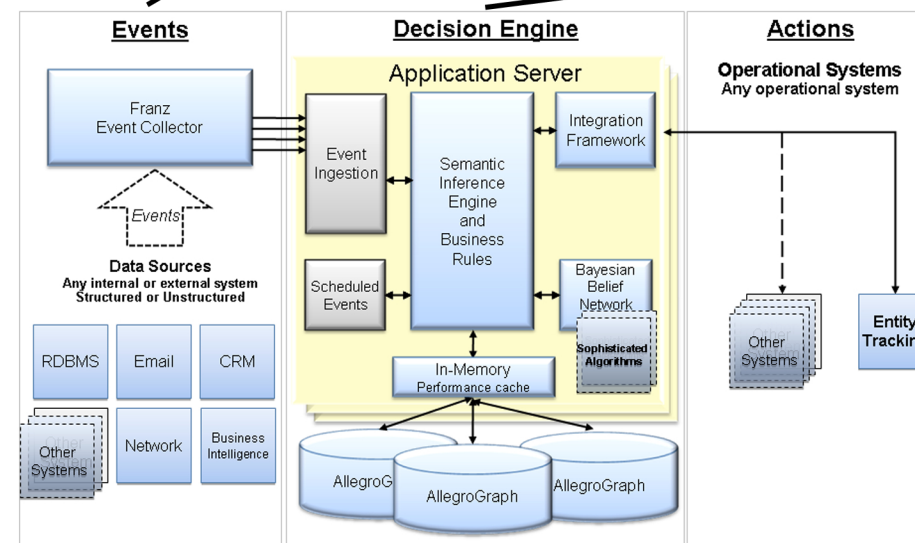 Events
Franz
Event Collector
Events
Data Sources
Any internal or external system
Structured or Unstructured
RDBMS
Email
CRM
Other
Systems
Network
Business
Intelligence
Decision Engine
Application Server
Event
Ingestion
Scheduled
Events
Semantic
Inference
Engine
and
Business
Rules
Integration
Framework
Bayesian
Belief
Network
Sophisticated
Algorithms
In-Memory
Performance cache
AllegroG
AllegroGraph
AllegroGraph
Actions
Operational Systems
Any operational system
Other
Systems
Entity
Trackin